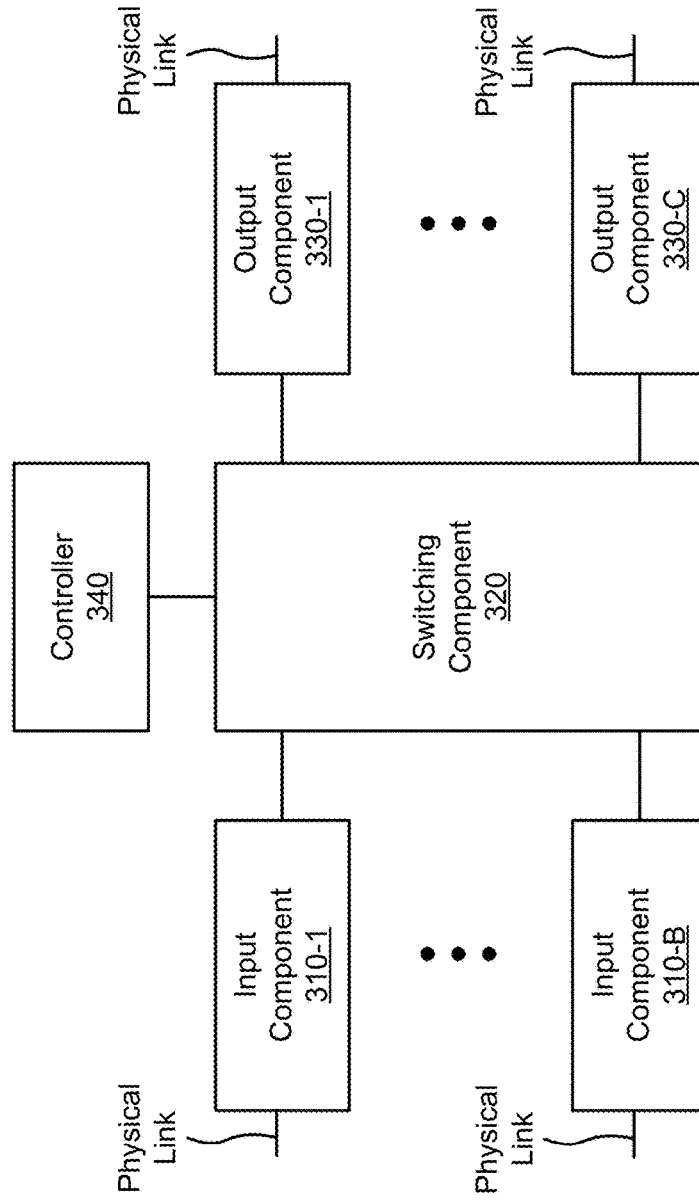 Controller
340
Physical
Link
Input
Component
310-1
Output
Component
330-1
Physical
Link
Switching
Component
320
Physical
Link
Input
Component
310-B
Output
Component
330-C
Physical
Link